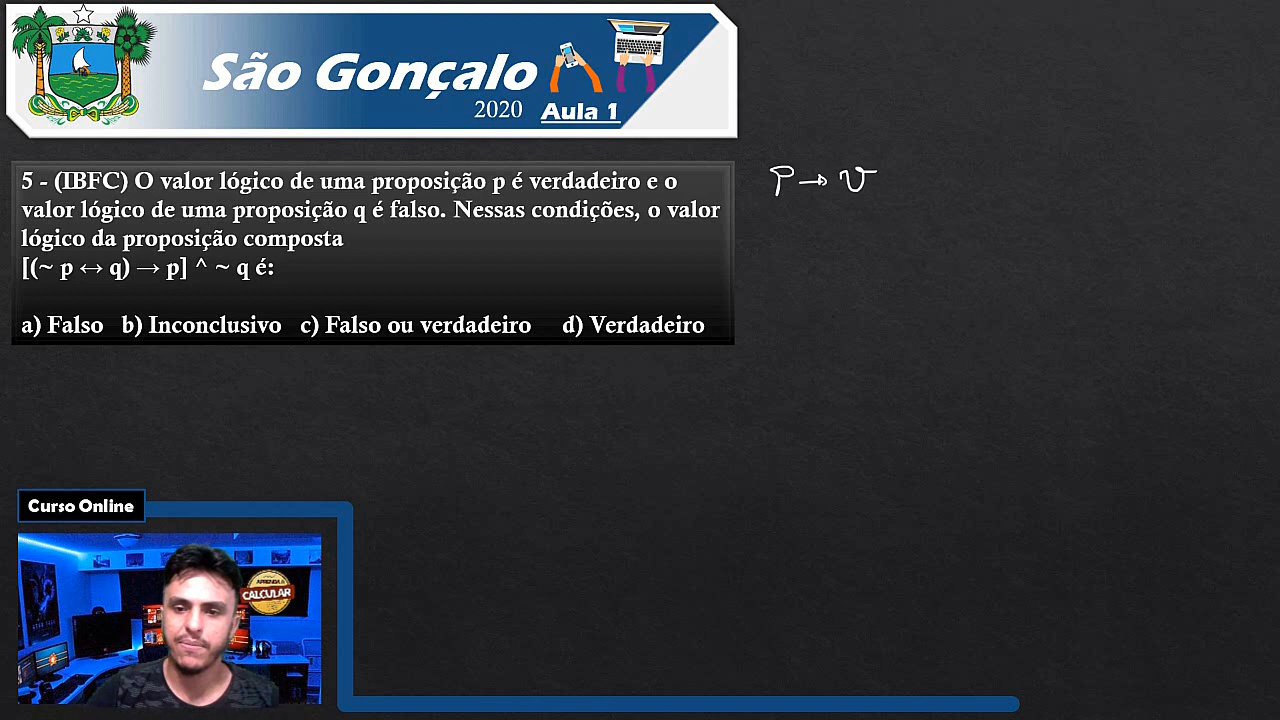 São Gonçalo
2020 Aula 1
5 - (IBFC) O valor lógico de uma proposição p é verdadeiro e o
valor lógico de uma proposição q é falso. Nessas condições, o valor
lógico da proposição composta
[(~ p ↔ q) → p] ^ ~ q é:
a) Falso b) Inconclusivo c) Falso ou verdadeiro d) Verdadeiro
P → V
Curso Online
APRENDA A
CALCULAR